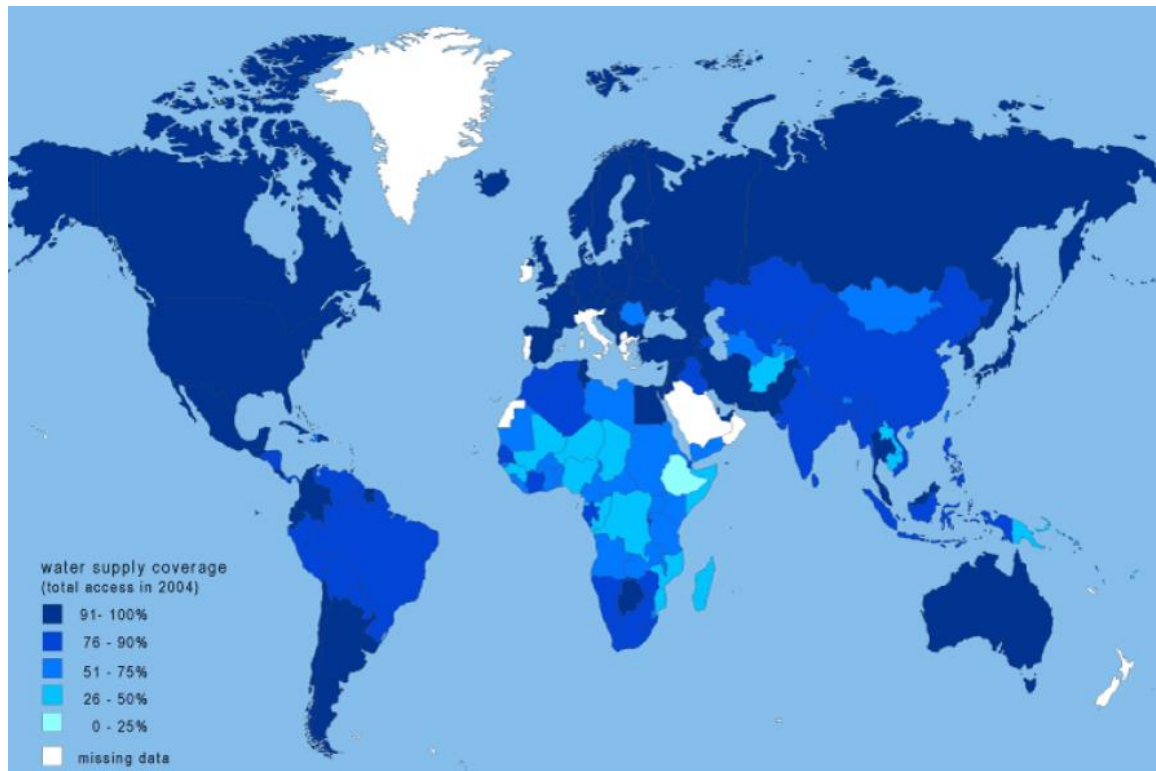 water supply coverage
(total access in 2004)
91- 100%
76 - 90%
51 - 75%
26 - 50%
0 - 25%
missing data